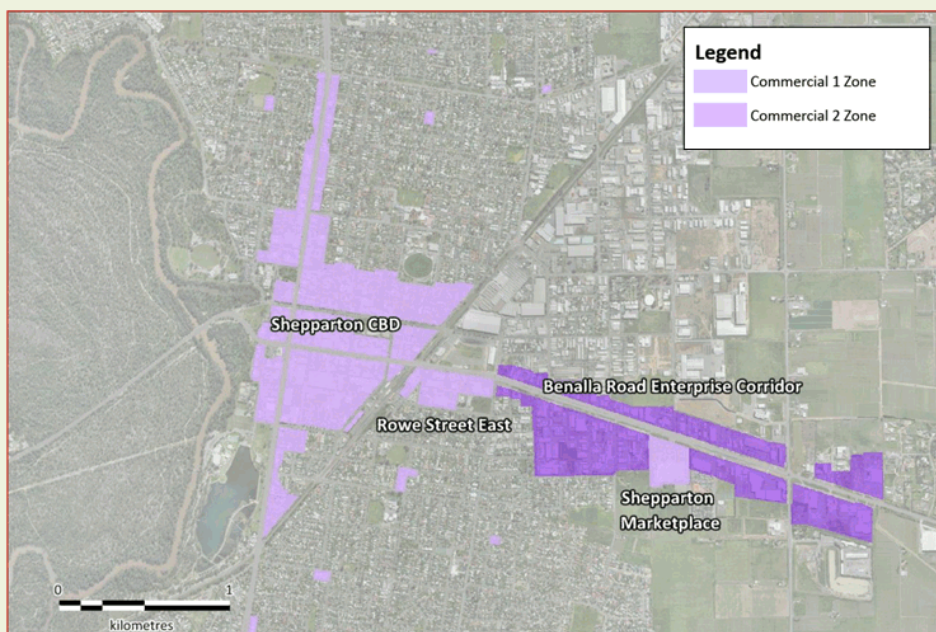 Legend
Commercial 1 Zone
Commercial 2 Zone
Shepparton CBD
Benalla Road Enterprise Corridor
Rowe Street East
Shepparton
Marketplace
0 1
kilometres